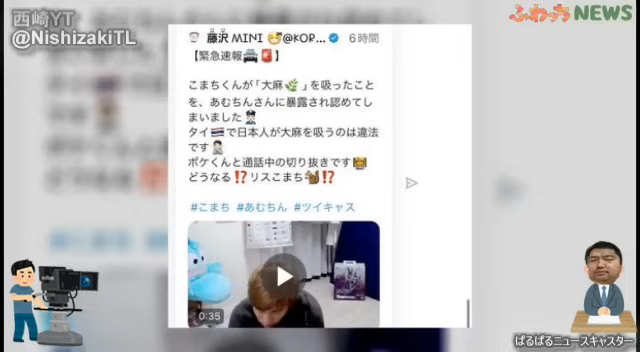 西崎YT
@NishizakiTL
ふわっちNEWS
藤沢MINI 🥳@KOR...
6時間
【緊急速報🚔🚨】
こまちくんが「大麻🌿」を吸ったこと
を、あむちんさんに暴露され認めてし
まいました👮🏻
タイ🇹🇭で日本人が大麻を吸うのは違法
です👨🏻‍⚕️
ポケくんと通話中の切り抜きです
どうなる⁉️リスこまち🐿️⁉️
#こまち #あむちん #ツイキャス
0:35
ぱるぱるニュースキャスター